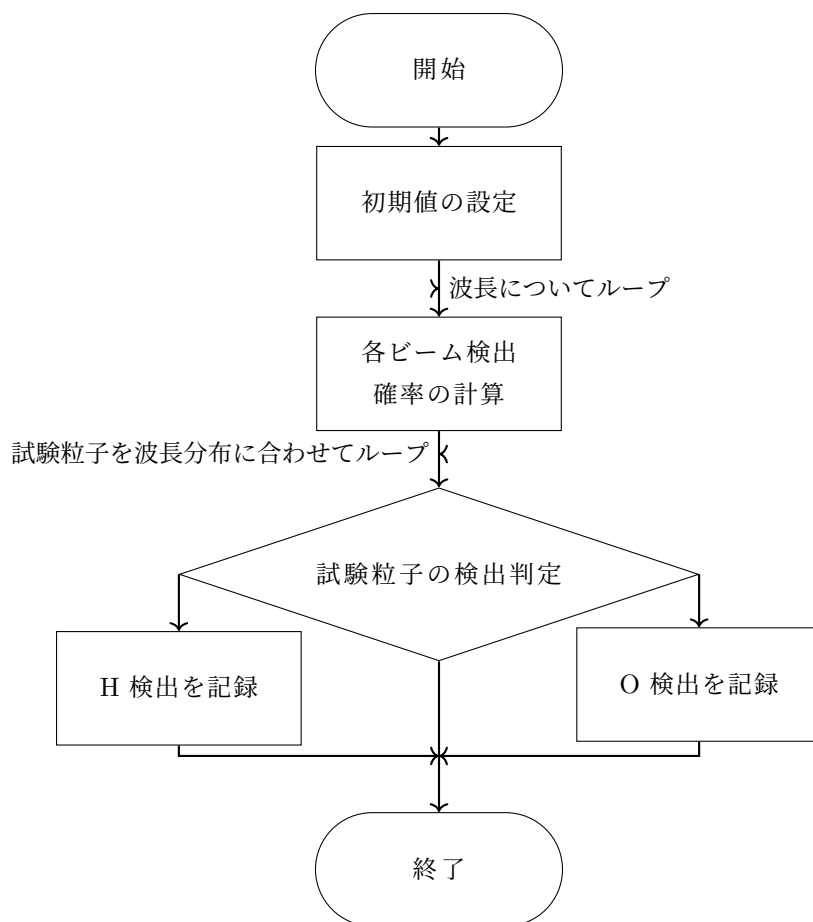 開始
初期値の設定
波長についてループ
各ビーム検出
確率の計算
試験粒子を波長分布に合わせてループ
試験粒子の検出判定
H 検出を記録
O 検出を記録
終了